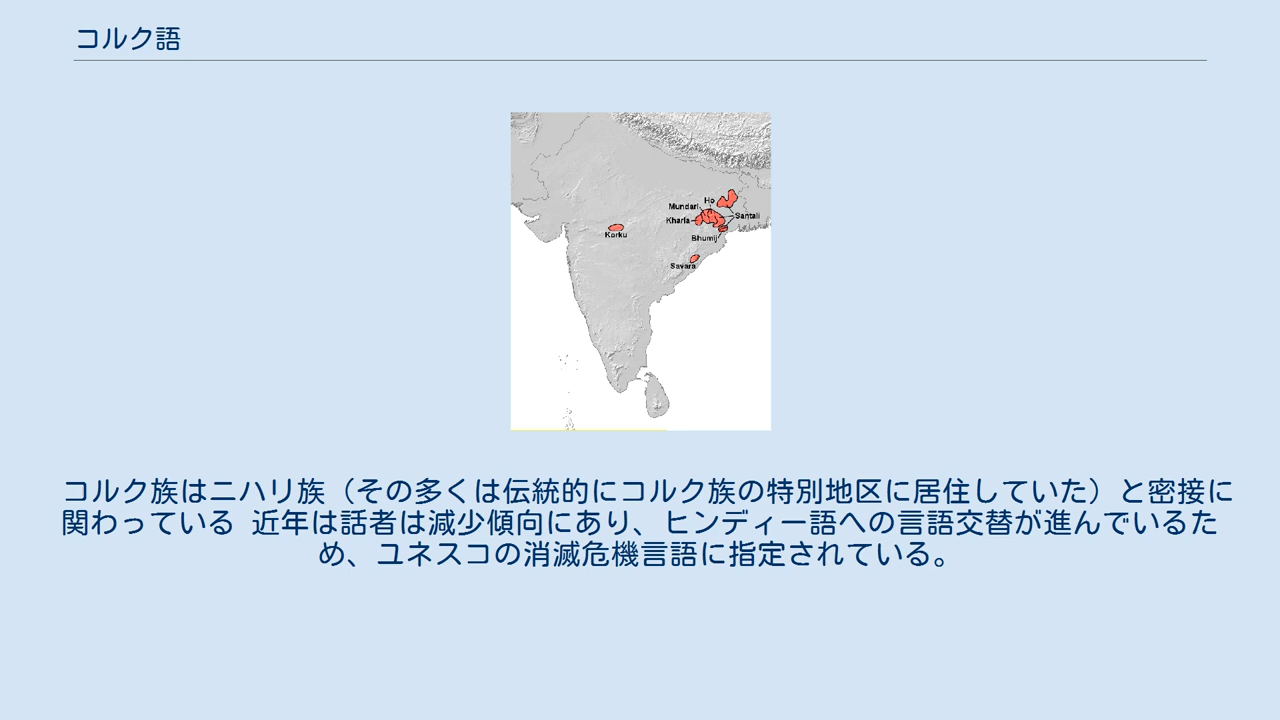 コルク語
Ho
Mundari
Santali
Kharia
Korku
Bhumij
Savara
コルク族はニハリ族（その多くは伝統的にコルク族の特別地区に居住していた）と密接に
関わっている 近年は話者は減少傾向にあり、ヒンディー語への言語交替が進んでいるた
め、ユネスコの消滅危機言語に指定されている。